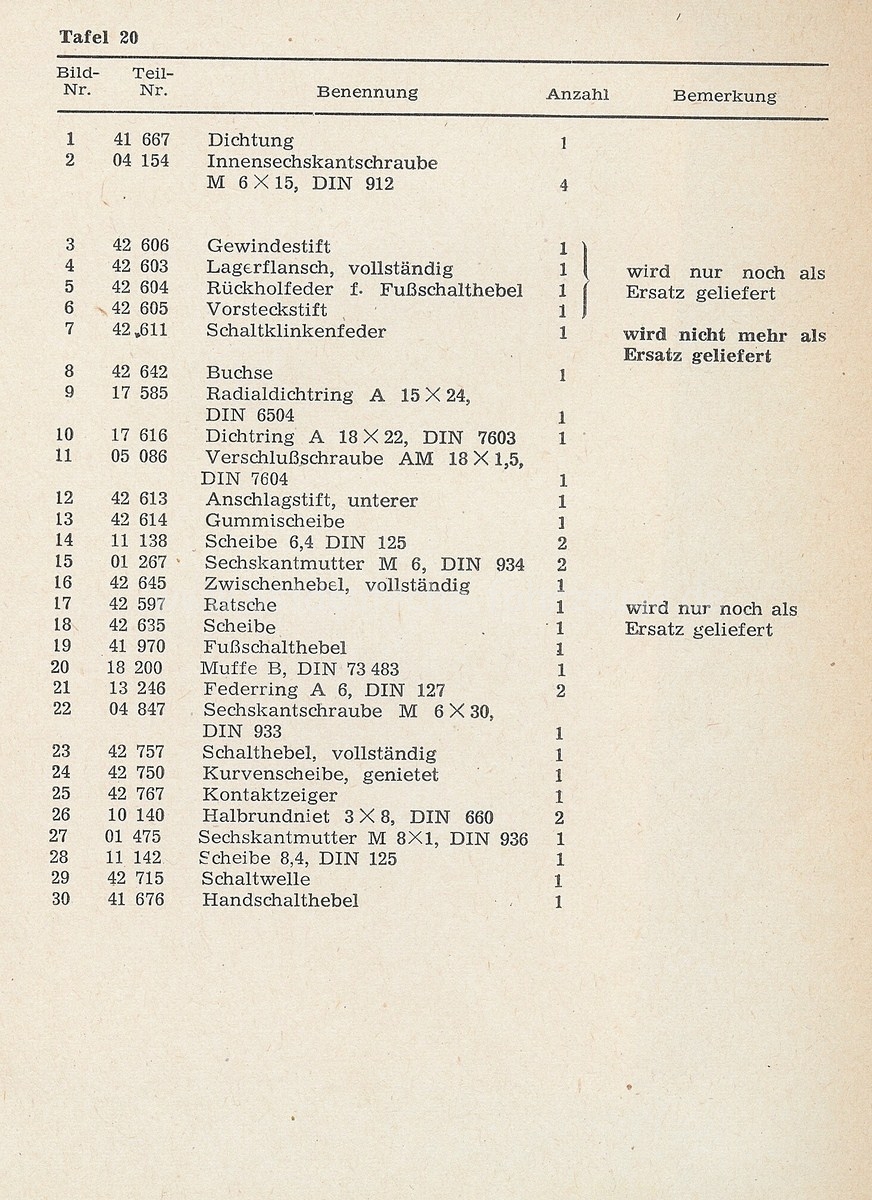 Tafel 20
Bild- Teil-
Nr. Nr. Benennung Anzahl Bemerkung
1 41 667 Dichtung 1
2 04 154 Innensechskantschraube
M 6 × 15, DIN 912 4
3 42 606 Gewindestift 1
4 42 603 Lagerflansch, vollständig 1 wird nur noch als
5 42 604 Rückholfeder f. Fußschalthebel 1 Ersatz geliefert
6 42 605 Vorsteckstift 1
7 42 611 Schaltklinkenfeder 1 wird nicht mehr als
Ersatz geliefert
8 42 642 Buchse 1
9 17 585 Radialdichtring A 15 × 24,
DIN 6504 1
10 17 616 Dichtring A 18 × 22, DIN 7603 1
11 05 086 Verschlußschraube AM 18 × 1,5,
DIN 7604 1
12 42 613 Anschlagstift, unterer 1
13 42 614 Gummischeibe 1
14 11 138 Scheibe 6,4 DIN 125 2
15 01 267 Sechskantmutter M 6, DIN 934 2
16 42 645 Zwischenhebel, vollständig 1
17 42 597 Ratsche 1 wird nur noch als
18 42 635 Scheibe 1 Ersatz geliefert
19 41 970 Fußschalthebel 1
20 18 200 Muffe B, DIN 73 483 1
21 13 246 Federring A 6, DIN 127 2
22 04 847 Sechskantschraube M 6 × 30,
DIN 933 1
23 42 757 Schalthebel, vollständig 1
24 42 750 Kurvenscheibe, genietet 1
25 42 767 Kontaktzeiger 1
26 10 140 Halbrundniet 3 × 8, DIN 660 2
27 01 475 Sechskantmutter M 8×1, DIN 936 1
28 11 142 Scheibe 8,4, DIN 125 1
29 42 715 Schaltwelle 1
30 41 676 Handschalthebel 1